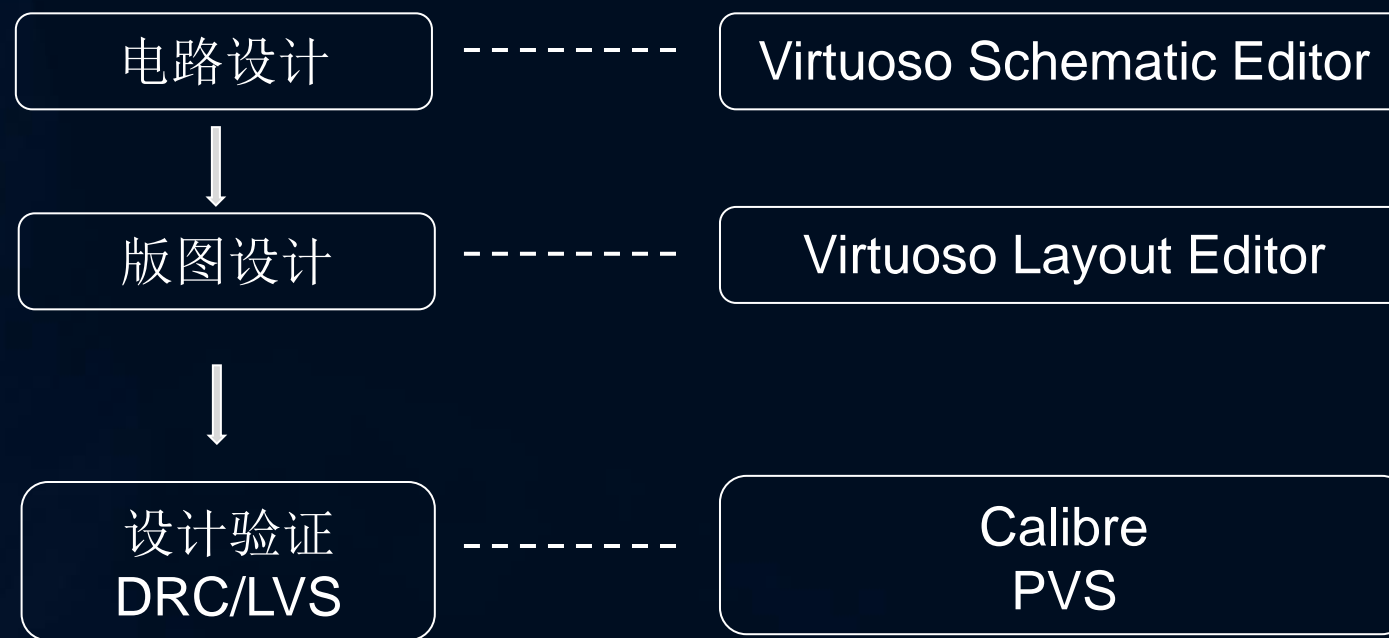 电路设计
Virtuoso Schematic Editor
版图设计
Virtuoso Layout Editor
设计验证
DRC/LVS
Calibre
PVS